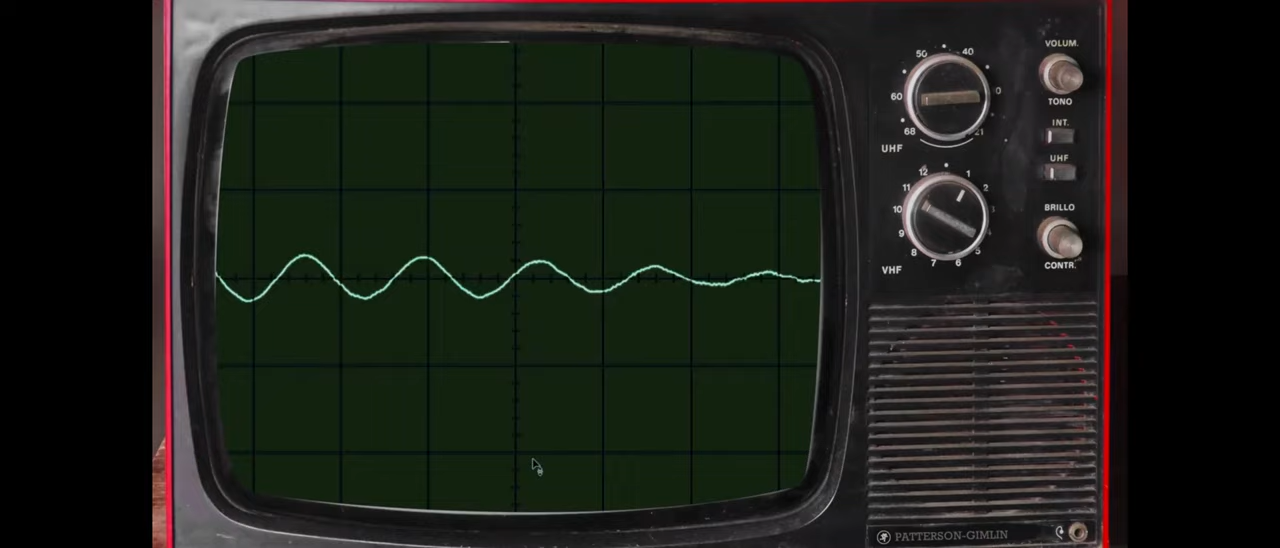 50
40
60
0
68
21
UHF
VOLUM.
TONO
INT.
UHF
BRILLO
CONTR.
12
1
11
2
10
9
8
7
6
5
VHF
PATTERSON-GIMLIN